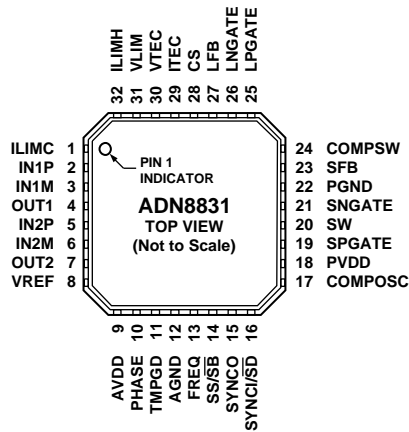 32 ILIMH
31 VLIM
30 VTEC
29 ITEC
28 CS
27 LFB
26 LNGATE
25 LPGATE
ILIMC 1
IN1P 2
IN1M 3
OUT1 4
IN2P 5
IN2M 6
OUT2 7
VREF 8
PIN 1
INDICATOR
ADN8831
TOP VIEW
(Not to Scale)
24 COMPSW
23 SFB
22 PGND
21 SNGATE
20 SW
19 SPGATE
18 PVDD
17 COMPOSC
AVDD 9
PHASE 10
TMPGD 11
AGND 12
FREQ 13
SS/S̅B̅ 14
SYNCO 15
SYNCI/S̅D̅ 16